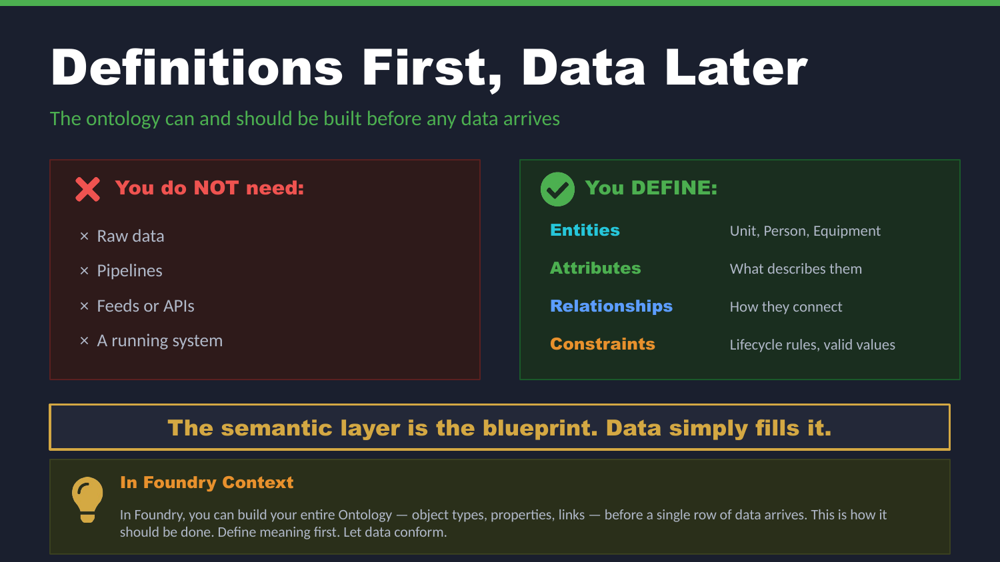 Definitions First, Data Later
The ontology can and should be built before any data arrives
You do NOT need:
× Raw data
× Pipelines
× Feeds or APIs
× A running system
You DEFINE:
Entities Unit, Person, Equipment
Attributes What describes them
Relationships How they connect
Constraints Lifecycle rules, valid values
The semantic layer is the blueprint. Data simply fills it.
In Foundry Context
In Foundry, you can build your entire Ontology — object types, properties, links — before a single row of data arrives. This is how it
should be done. Define meaning first. Let data conform.